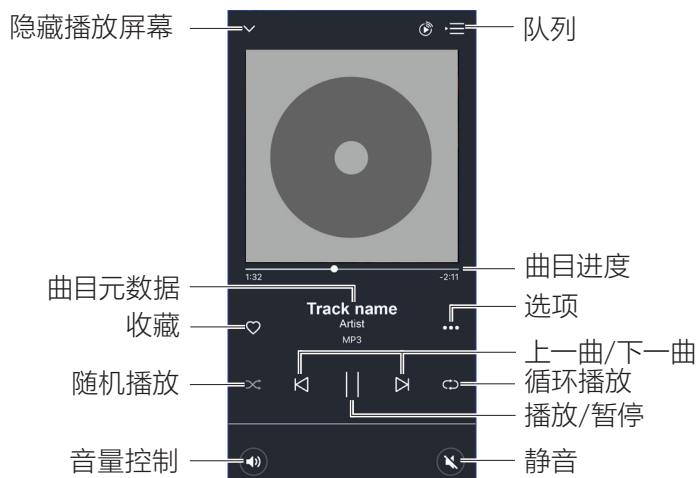 隐藏播放屏幕
队列
1:32
-2:11
曲目进度
曲目元数据
Track name
选项
收藏
Artist
MP3
上一曲/下一曲
随机播放
循环播放
播放/暂停
音量控制
静音